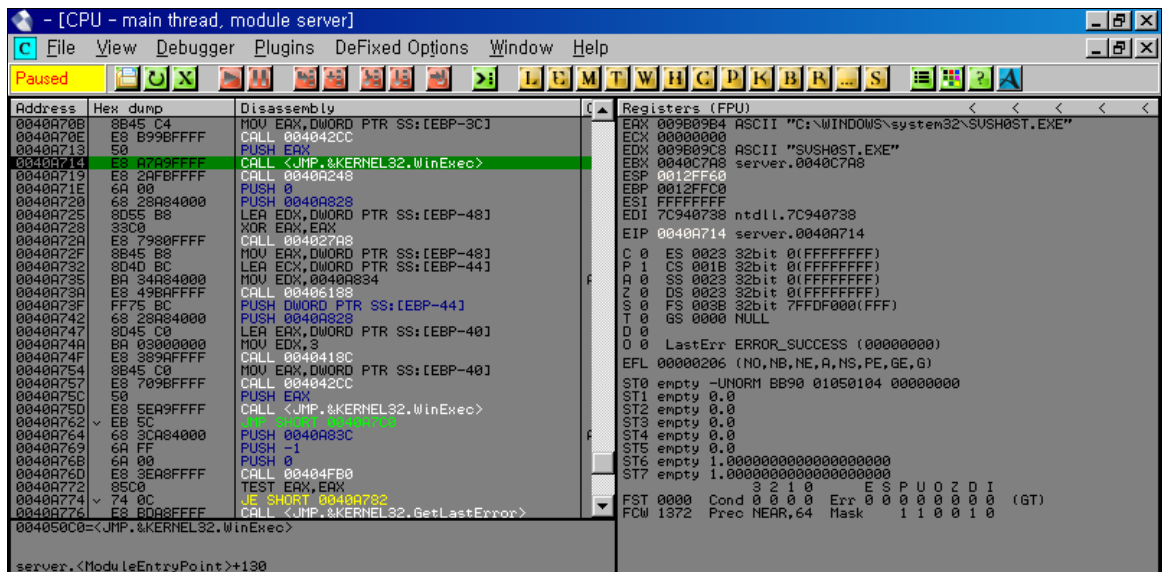 - [CPU - main thread, module server]
C File View Debugger Plugins DeFixed Options Window Help
Paused L E M T W H C P K B R ... S ? A
Address Hex dump Disassembly C
0040A70B 8B45 C4 MOV EAX,DWORD PTR SS:[EBP-3C]
0040A70E E8 B99BFFFF CALL 004042CC
0040A713 50 PUSH EAX
0040A714 E8 A7A9FFFF CALL <JMP.&KERNEL32.WinExec>
0040A719 E8 2AFBFFFF CALL 0040A248
0040A71E 6A 00 PUSH 0
0040A720 68 28A84000 PUSH 0040A828
0040A725 8D55 B8 LEA EDX,DWORD PTR SS:[EBP-48]
0040A728 33C0 XOR EAX,EAX
0040A72A E8 7980FFFF CALL 004027A8
0040A72F 8B45 B8 MOV EAX,DWORD PTR SS:[EBP-48]
0040A732 8D4D BC LEA ECX,DWORD PTR SS:[EBP-44]
0040A735 BA 34A84000 MOV EDX,0040A834
0040A73A E8 49BAFFFF CALL 00406188
0040A73F FF75 BC PUSH DWORD PTR SS:[EBP-44]
0040A742 68 28A84000 PUSH 0040A828
0040A747 8D45 C0 LEA EAX,DWORD PTR SS:[EBP-40]
0040A74A BA 03000000 MOV EDX,3
0040A74F E8 389AFFFF CALL 0040418C
0040A754 8B45 C0 MOV EAX,DWORD PTR SS:[EBP-40]
0040A757 E8 709BFFFF CALL 004042CC
0040A75C 50 PUSH EAX
0040A75D E8 5EA9FFFF CALL <JMP.&KERNEL32.WinExec>
0040A762 EB 5C JMP SHORT 0040A7C0
0040A764 68 3CA84000 PUSH 0040A83C
0040A769 6A FF PUSH -1
0040A76B 6A 00 PUSH 0
0040A76D E8 3EA8FFFF CALL 00404FB0
0040A772 85C0 TEST EAX,EAX
0040A774 74 0C JE SHORT 0040A782
0040A776 E8 BDA8FFFF CALL <JMP.&KERNEL32.GetLastError>
004050C0=<JMP.&KERNEL32.WinExec>
server.<ModuleEntryPoint>+130
Registers (FPU) < < < < <
EAX 009B09B4 ASCII "C:\WINDOWS\system32\SVSH0ST.EXE"
ECX 00000000
EDX 009B09C8 ASCII "SVSH0ST.EXE"
EBX 0040C7A8 server.0040C7A8
ESP 0012FF60
EBP 0012FFC0
ESI FFFFFFFF
EDI 7C940738 ntdll.7C940738
EIP 0040A714 server.0040A714
C 0 ES 0023 32bit 0(FFFFFFFF)
P 1 CS 001B 32bit 0(FFFFFFFF)
A 0 SS 0023 32bit 0(FFFFFFFF)
Z 0 DS 0023 32bit 0(FFFFFFFF)
S 0 FS 003B 32bit 7FFDF000(FFF)
T 0 GS 0000 NULL
D 0
O 0 LastErr ERROR_SUCCESS (00000000)
EFL 00000206 (NO,NB,NE,A,NS,PE,GE,G)
ST0 empty -UNORM BB90 01050104 00000000
ST1 empty 0.0
ST2 empty 0.0
ST3 empty 0.0
ST4 empty 0.0
ST5 empty 0.0
ST6 empty 1.0000000000000000000
ST7 empty 1.0000000000000000000
3 2 1 0 E S P U O Z D I
FST 0000 Cond 0 0 0 0 Err 0 0 0 0 0 0 0 0 (GT)
FCW 1372 Prec NEAR,64 Mask 1 1 0 0 1 0